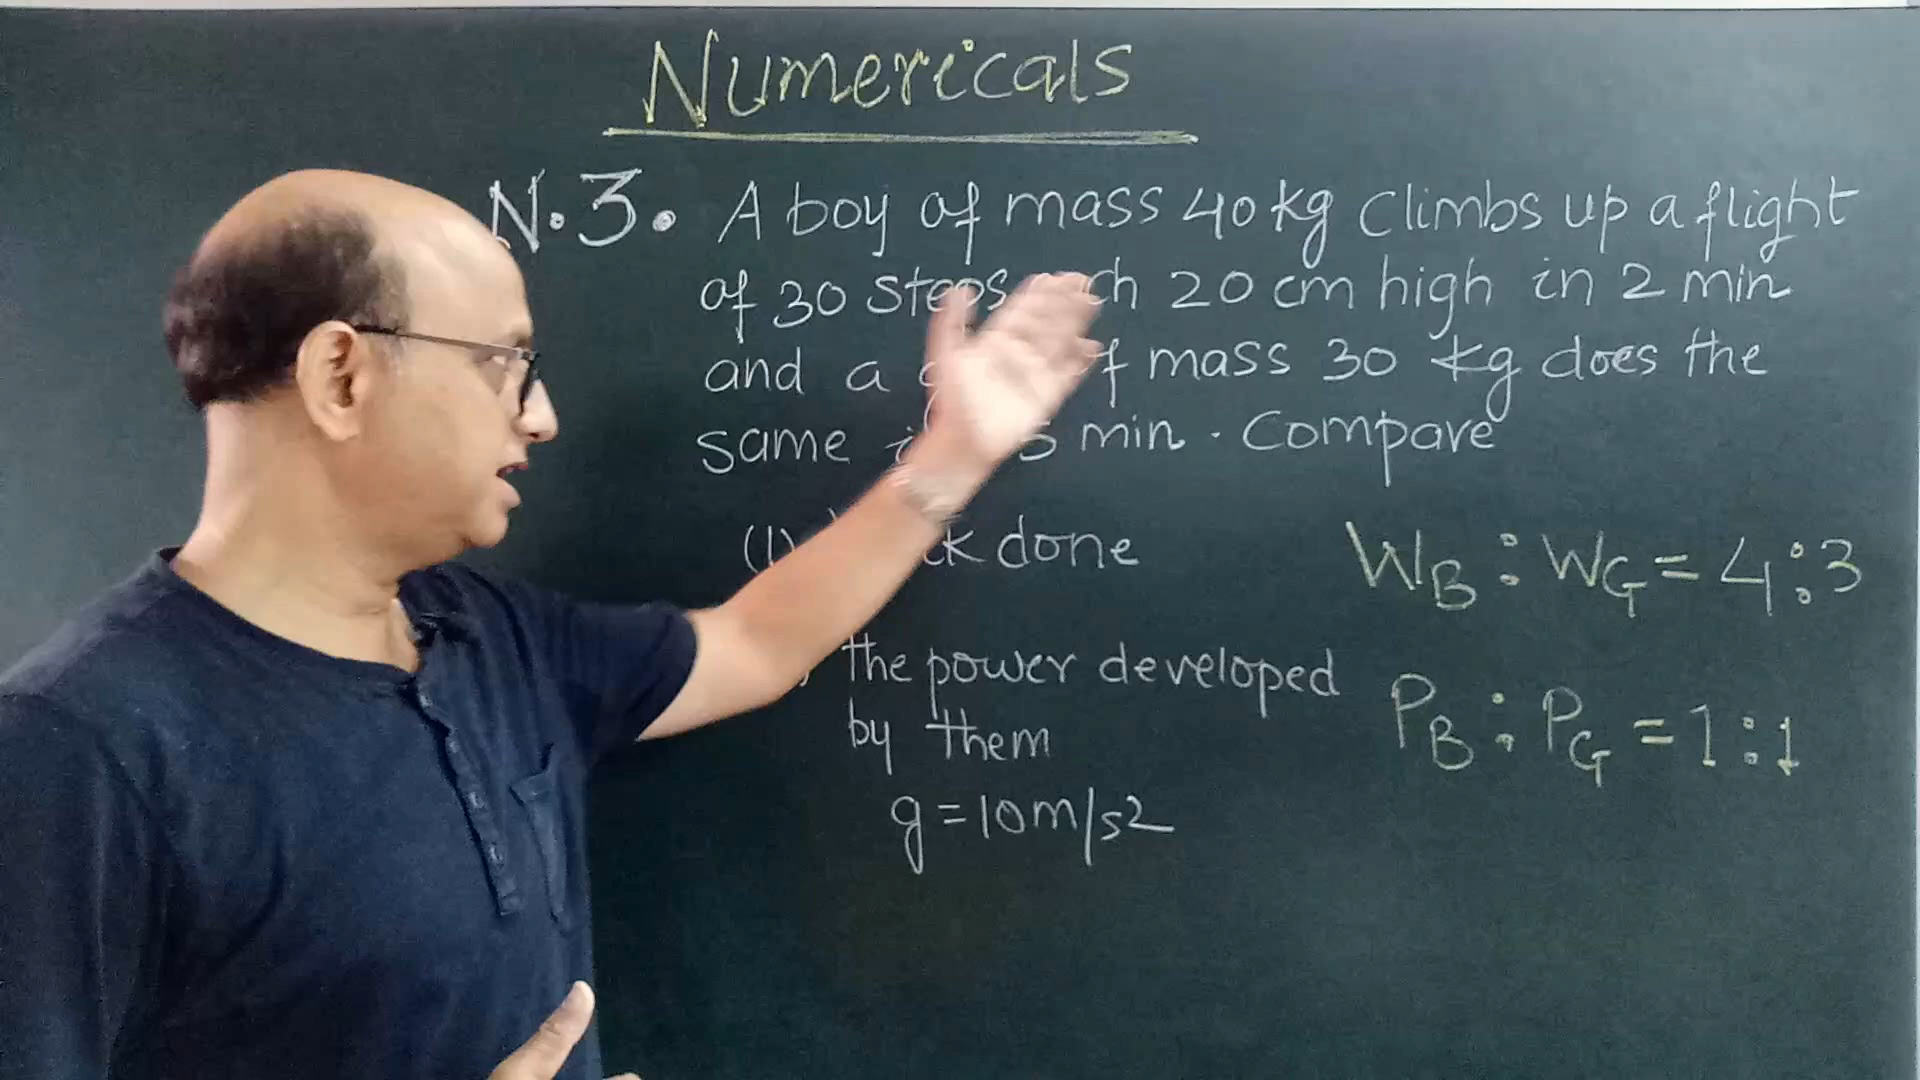 Numericals
N.3. A boy of mass 40 kg climbs up a flight
of 30 steps 20 cm high in 2 min
and a mass 30 kg does the
same min. Compare
(1) done WB : WG = 4:3
the power developed
by them PB : PG = 1:1
g = 10 m/s2